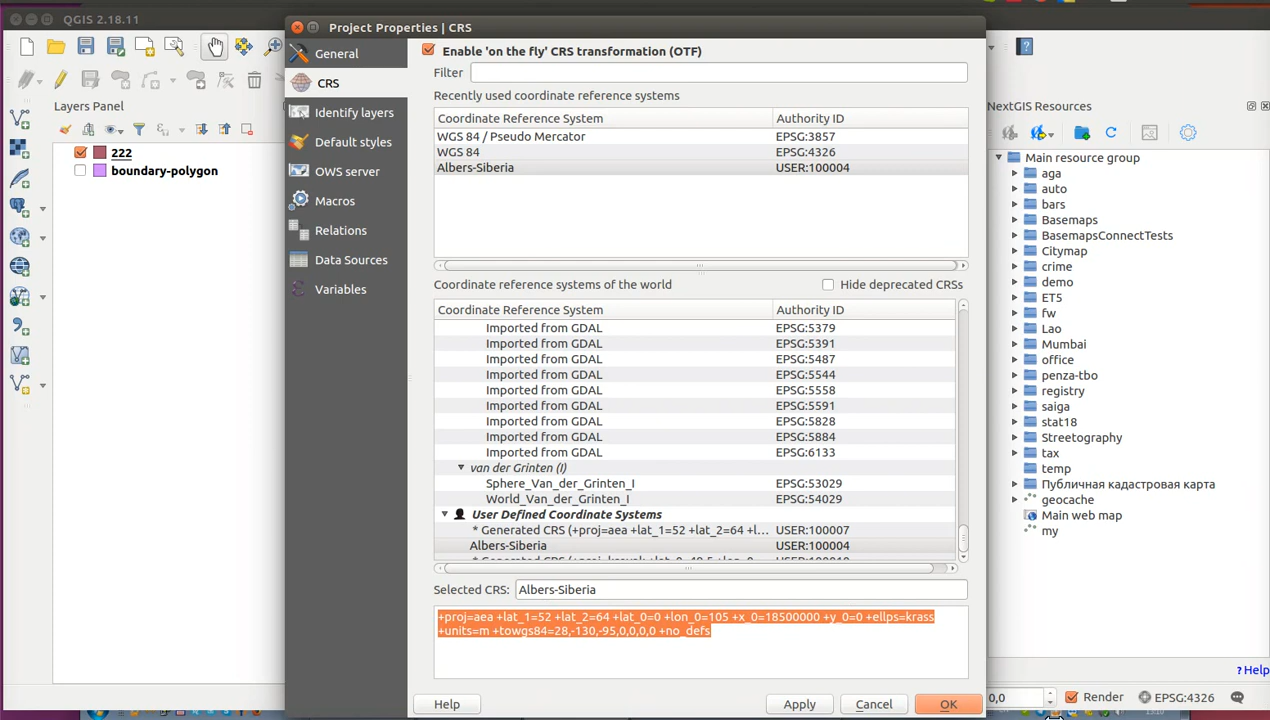 QGIS 2.18.11
Project Properties | CRS
General
CRS
Identify layers
Default styles
OWS server
Macros
Relations
Data Sources
Variables
Layers Panel
222
boundary-polygon
Enable 'on the fly' CRS transformation (OTF)
Filter
Recently used coordinate reference systems
Coordinate Reference System Authority ID
WGS 84 / Pseudo Mercator EPSG:3857
WGS 84 EPSG:4326
Albers-Siberia USER:100004
Coordinate reference systems of the world
Hide deprecated CRSs
Coordinate Reference System Authority ID
Imported from GDAL EPSG:5379
Imported from GDAL EPSG:5391
Imported from GDAL EPSG:5487
Imported from GDAL EPSG:5544
Imported from GDAL EPSG:5558
Imported from GDAL EPSG:5591
Imported from GDAL EPSG:5828
Imported from GDAL EPSG:5884
Imported from GDAL EPSG:6133
van der Grinten (I)
Sphere_Van_der_Grinten_I EPSG:53029
World_Van_der_Grinten_I EPSG:54029
User Defined Coordinate Systems
* Generated CRS (+proj=aea +lat_1=52 +lat_2=64 +l... USER:100007
Albers-Siberia USER:100004
Selected CRS: Albers-Siberia
+proj=aea +lat_1=52 +lat_2=64 +lat_0=0 +lon_0=105 +x_0=18500000 +y_0=0 +ellps=krass
+units=m +towgs84=28,-130,-95,0,0,0,0 +no_defs
Help
Apply
Cancel
OK
NextGIS Resources
Main resource group
aga
auto
bars
Basemaps
BasemapsConnectTests
Citymap
crime
demo
ET5
fw
Lao
Mumbai
office
penza-tbo
registry
saiga
stat18
Streetography
tax
temp
Публичная кадастровая карта
geocache
Main web map
my
? Help
0,0
Render
EPSG:4326